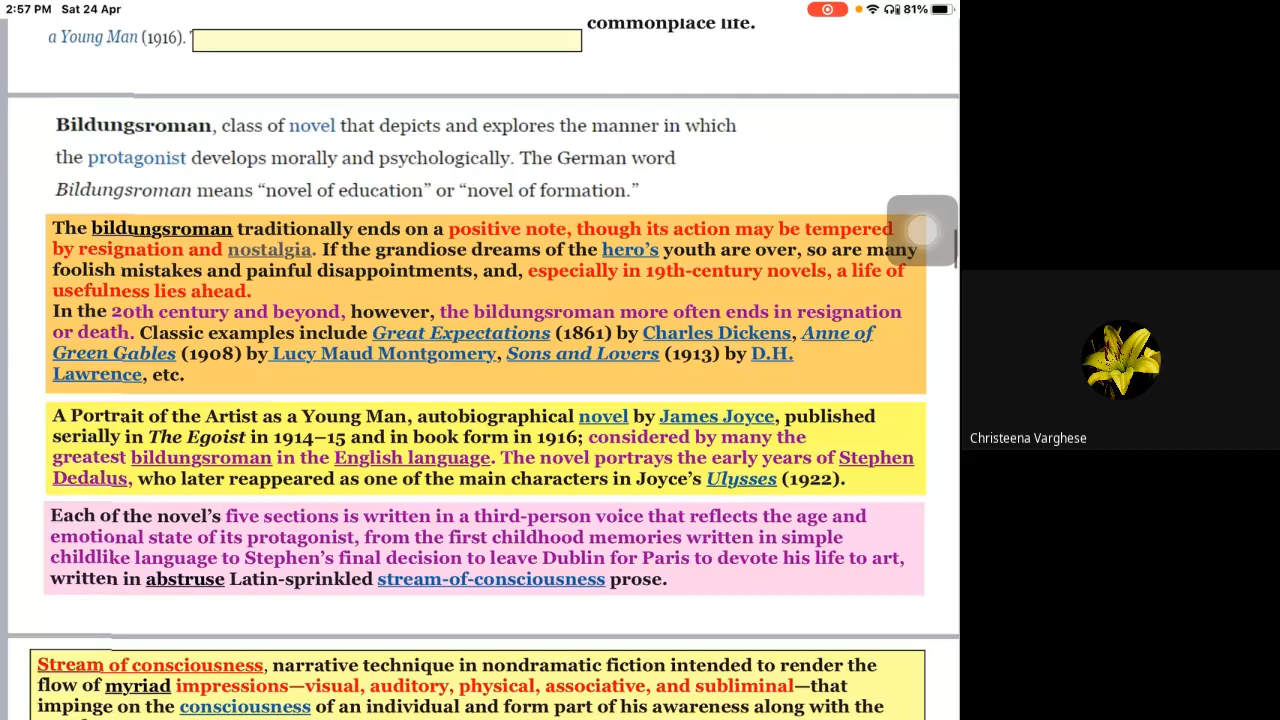 2:57 PM Sat 24 Apr
81%
commonplace life.
a Young Man (1916).
Bildungsroman, class of novel that depicts and explores the manner in which
the protagonist develops morally and psychologically. The German word
Bildungsroman means “novel of education” or “novel of formation.”
The bildungsroman traditionally ends on a positive note, though its action may be tempered
by resignation and nostalgia. If the grandiose dreams of the hero’s youth are over, so are many
foolish mistakes and painful disappointments, and, especially in 19th-century novels, a life of
usefulness lies ahead.
In the 20th century and beyond, however, the bildungsroman more often ends in resignation
or death. Classic examples include Great Expectations (1861) by Charles Dickens, Anne of
Green Gables (1908) by Lucy Maud Montgomery, Sons and Lovers (1913) by D.H.
Lawrence, etc.
A Portrait of the Artist as a Young Man, autobiographical novel by James Joyce, published
serially in The Egoist in 1914–15 and in book form in 1916; considered by many the
greatest bildungsroman in the English language. The novel portrays the early years of Stephen
Dedalus, who later reappeared as one of the main characters in Joyce’s Ulysses (1922).
Each of the novel’s five sections is written in a third-person voice that reflects the age and
emotional state of its protagonist, from the first childhood memories written in simple
childlike language to Stephen’s final decision to leave Dublin for Paris to devote his life to art,
written in abstruse Latin-sprinkled stream-of-consciousness prose.
Stream of consciousness, narrative technique in nondramatic fiction intended to render the
flow of myriad impressions—visual, auditory, physical, associative, and subliminal—that
impinge on the consciousness of an individual and form part of his awareness along with the
Christeena Varghese